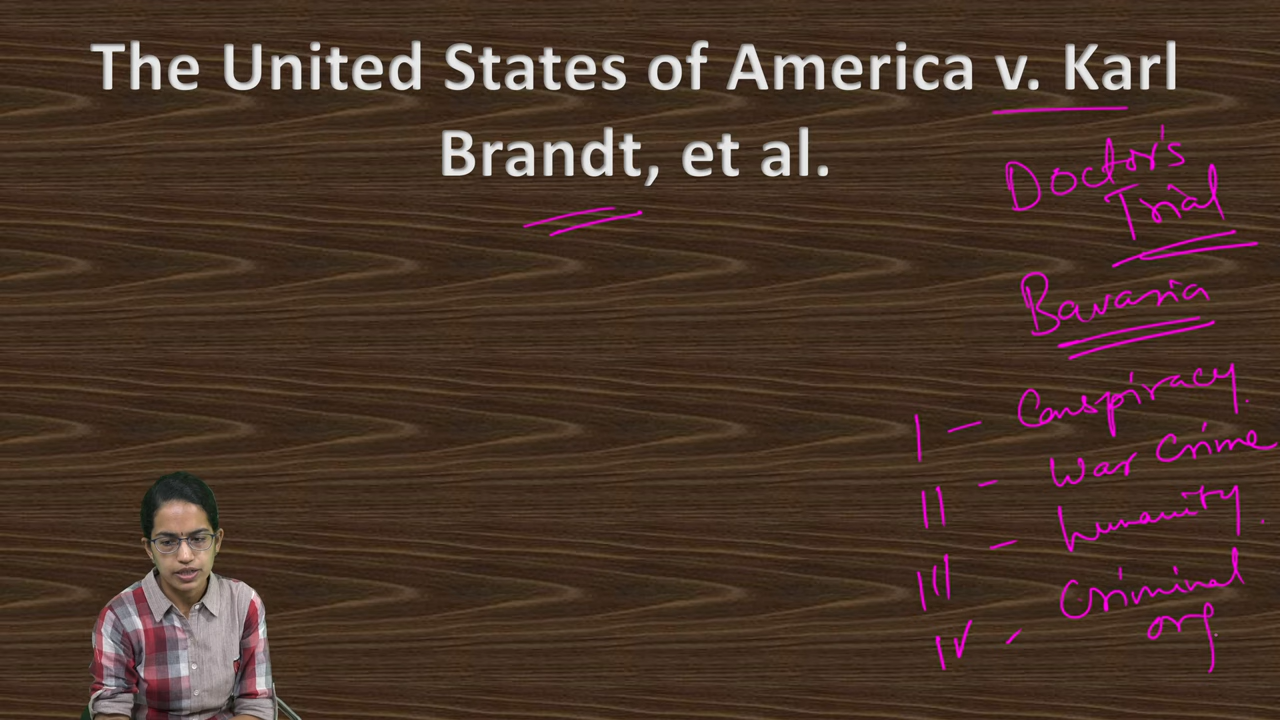 The United States of America v. Karl
Brandt, et al.
Doctor's
Trial
Bavaria
I - Conspiracy.
II - War Crime
III - humanity.
IV - Criminal
org.